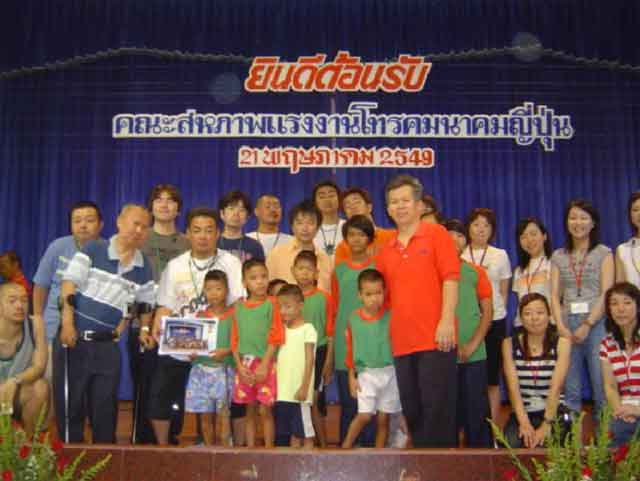 ยินดีต้อนรับ
คณะสหภาพแรงงานโทรคมนาคมญี่ปุ่น
21 พฤษภาคม 2549